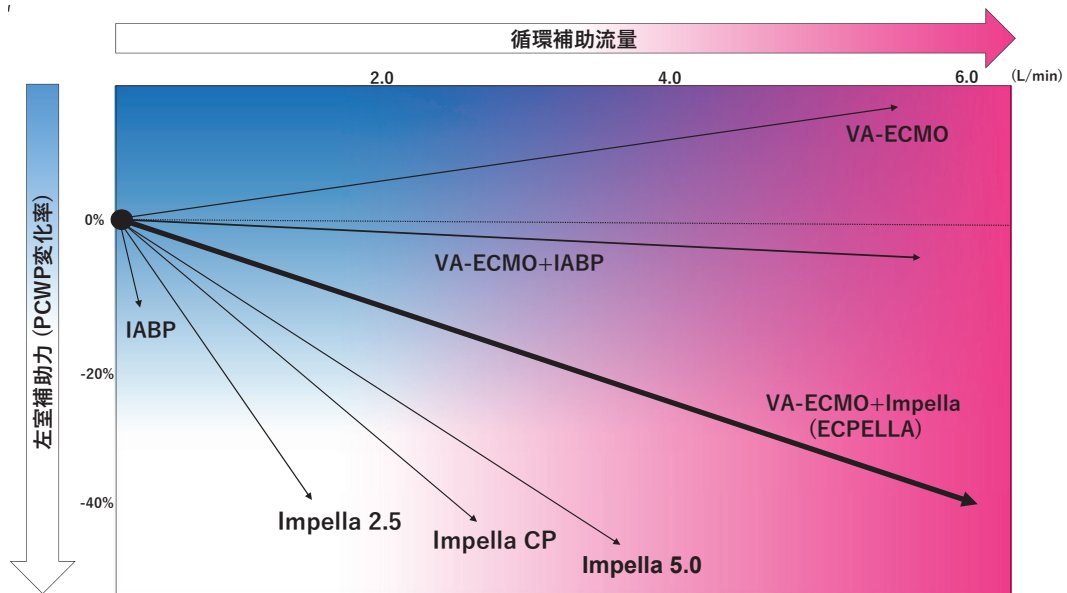 循環補助流量
2.0
4.0
6.0
(L/min)
左室補助力 (PCWP変化率)
0%
-20%
-40%
VA-ECMO
VA-ECMO+IABP
IABP
VA-ECMO+Impella
(ECPELLA)
Impella 2.5
Impella CP
Impella 5.0